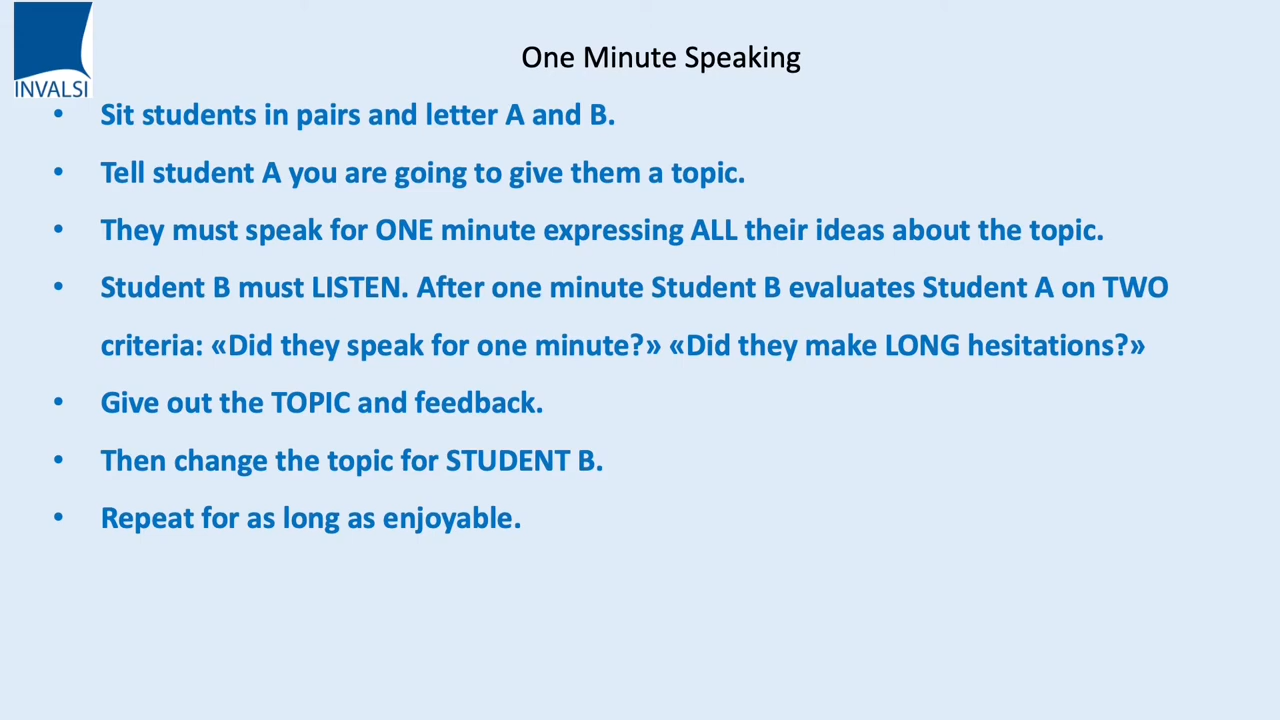 INVALSI
One Minute Speaking
• Sit students in pairs and letter A and B.
• Tell student A you are going to give them a topic.
• They must speak for ONE minute expressing ALL their ideas about the topic.
• Student B must LISTEN. After one minute Student B evaluates Student A on TWO
criteria: «Did they speak for one minute?» «Did they make LONG hesitations?»
• Give out the TOPIC and feedback.
• Then change the topic for STUDENT B.
• Repeat for as long as enjoyable.